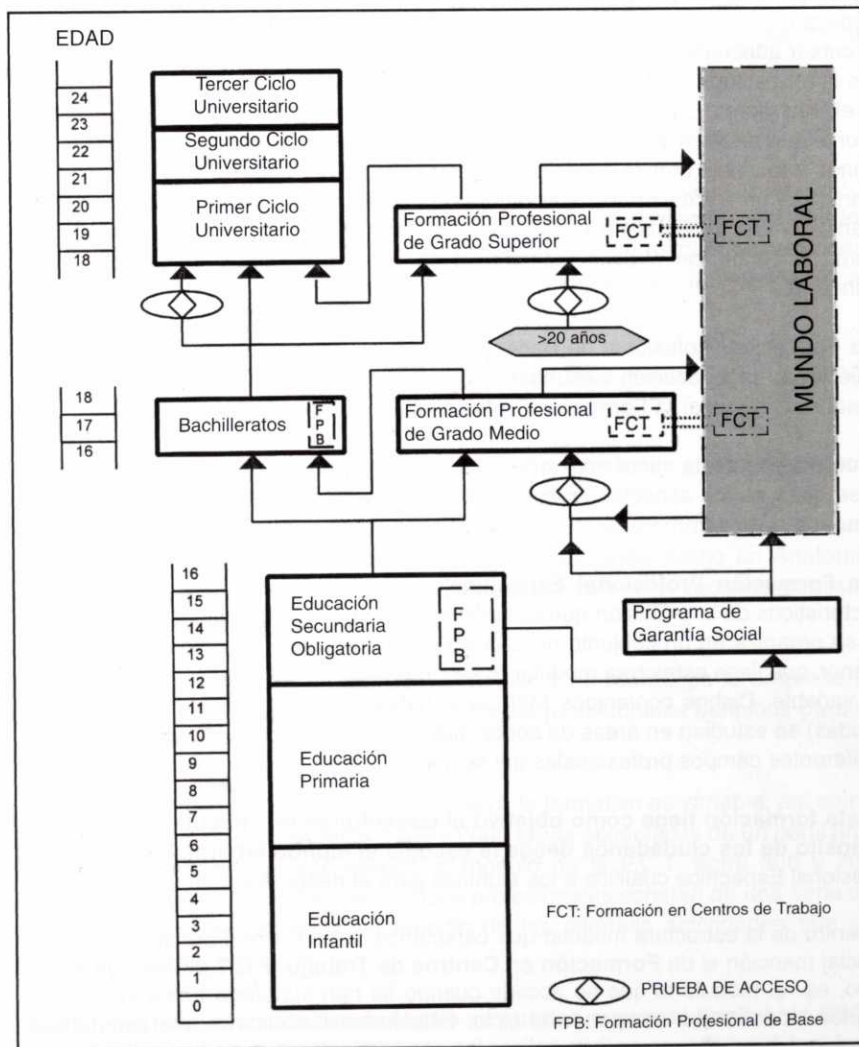 EDAD
24
23
22
21
20
19
18
Tercer Ciclo
Universitario
Segundo Ciclo
Universitario
Primer Ciclo
Universitario
Formación Profesional
de Grado Superior
FCT
FCT
MUNDO LABORAL
>20 años
18
17
16
Bachilleratos
F
P
B
Formación Profesional
de Grado Medio
FCT
FCT
16
15
14
13
12
11
10
9
8
7
6
5
4
3
2
1
0
Educación
Secundaria
Obligatoria
F
P
B
Programa de
Garantía Social
Educación
Primaria
Educación
Infantil
FCT: Formación en Centros de Trabajo
PRUEBA DE ACCESO
FPB: Formación Profesional de Base